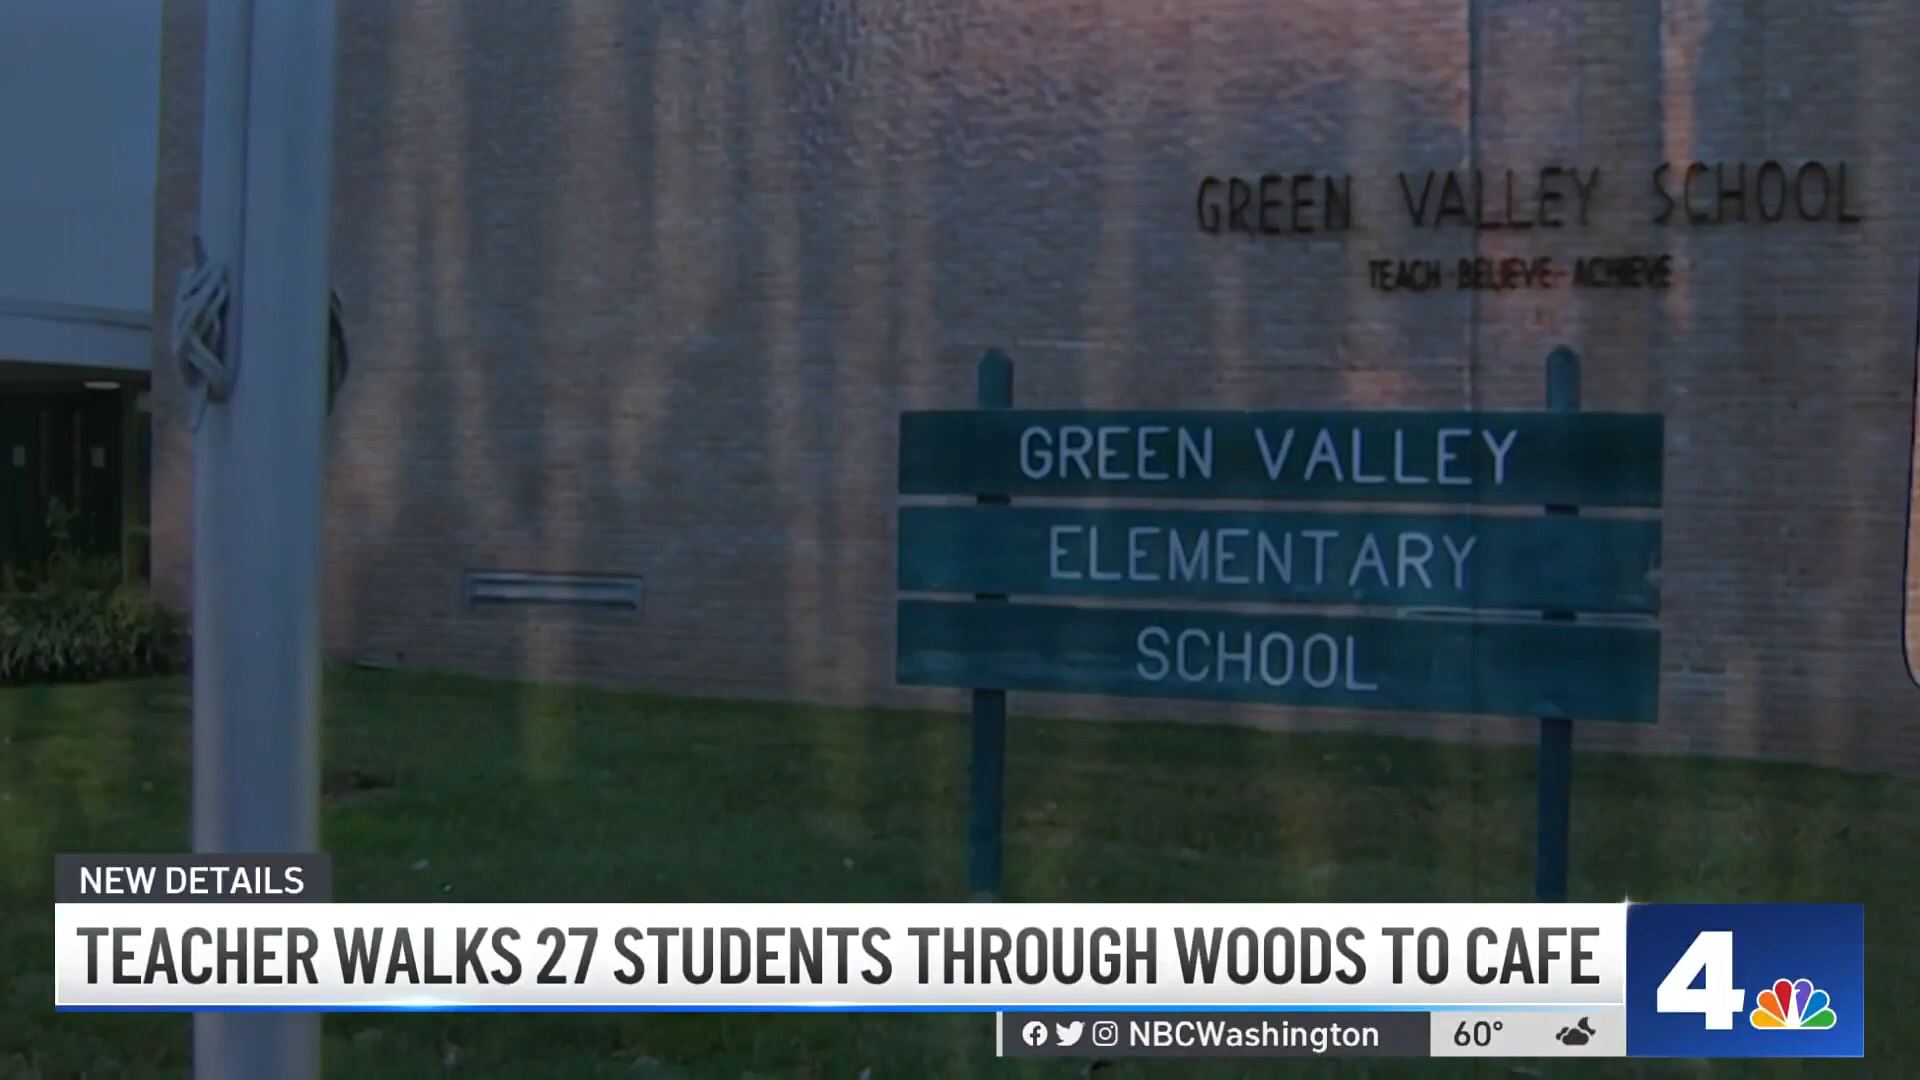 GREEN VALLEY SCHOOL
TEACH-BELIEVE-ACHIEVE
GREEN VALLEY
ELEMENTARY
SCHOOL
NEW DETAILS
TEACHER WALKS 27 STUDENTS THROUGH WOODS TO CAFE
4
NBCWashington
60°